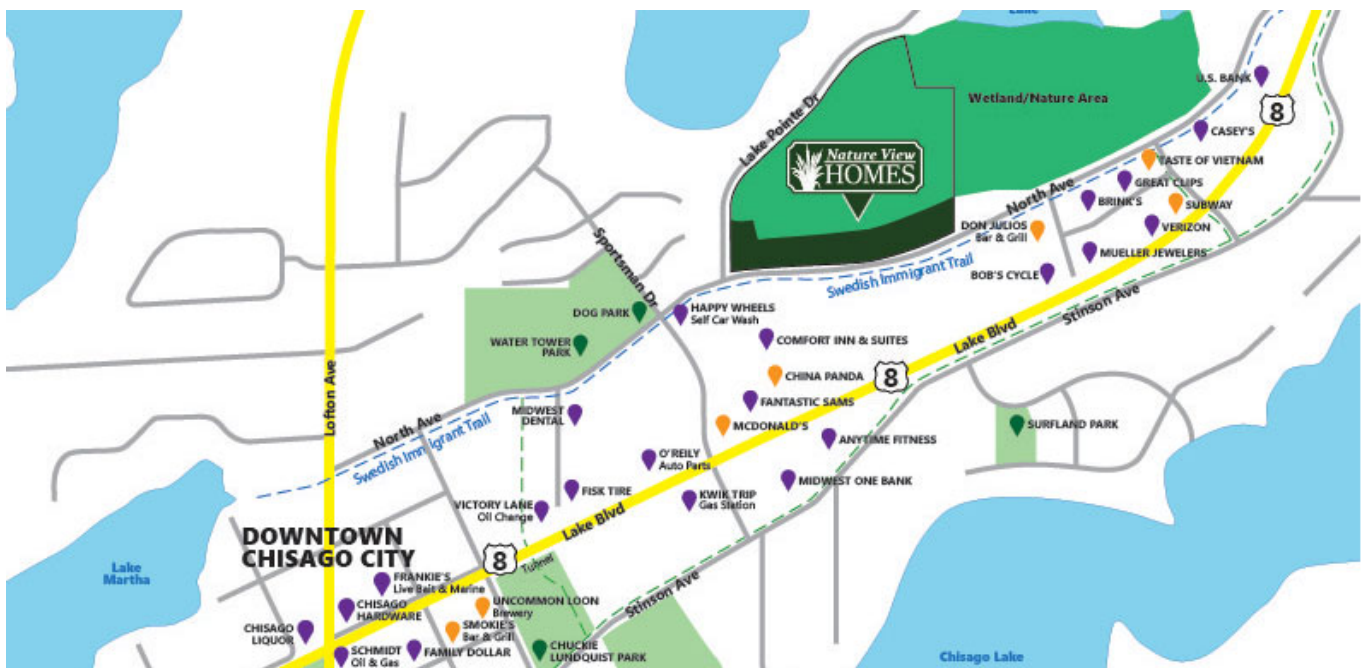 Lake
U.S. BANK
8
Wetland/Nature Area
Lake Pointe Dr
CASEY'S
Nature View
HOMES
TASTE OF VIETNAM
GREAT CLIPS
North Ave
BRINK'S
SUBWAY
DON JULIOS
Bar & Grill
VERIZON
MUELLER JEWELERS
Sportsman Dr
Swedish Immigrant Trail
BOB'S CYCLE
Stinson Ave
DOG PARK
HAPPY WHEELS
Self Car Wash
WATER TOWER
PARK
COMFORT INN & SUITES
Lake Blvd
8
CHINA PANDA
Lofton Ave
FANTASTIC SAMS
North Ave
MIDWEST
DENTAL
MCDONALD'S
SURFLAND PARK
Swedish Immigrant Trail
ANYTIME FITNESS
O'REILY
Auto Parts
MIDWEST ONE BANK
FISK TIRE
KWIK TRIP
Gas Station
VICTORY LANE
Oil Change
Lake Blvd
DOWNTOWN
CHISAGO CITY
8
Tunnel
Lake
Martha
FRANKIE'S
Live Bait & Marine
Stinson Ave
UNCOMMON LOON
Brewery
CHISAGO
HARDWARE
CHISAGO
LIQUOR
SMOKIE'S
Bar & Grill
SCHMIDT
Oil & Gas
FAMILY DOLLAR
CHUCKIE
LUNDQUIST PARK
Chisago Lake